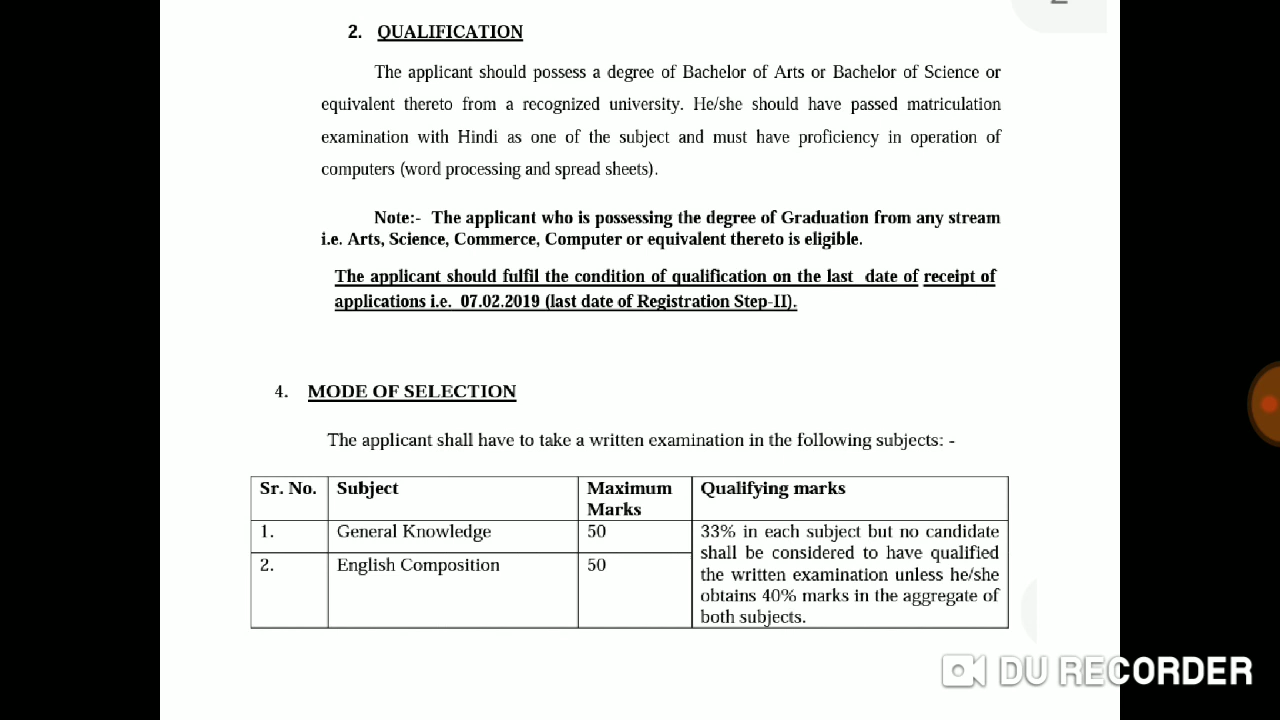 2. QUALIFICATION
The applicant should possess a degree of Bachelor of Arts or Bachelor of Science or
equivalent thereto from a recognized university. He/she should have passed matriculation
examination with Hindi as one of the subject and must have proficiency in operation of
computers (word processing and spread sheets).
Note:- The applicant who is possessing the degree of Graduation from any stream
i.e. Arts, Science, Commerce, Computer or equivalent thereto is eligible.
The applicant should fulfil the condition of qualification on the last date of receipt of
applications i.e. 07.02.2019 (last date of Registration Step-II).
4. MODE OF SELECTION
The applicant shall have to take a written examination in the following subjects: -
Sr. No. Subject Maximum Marks Qualifying marks
1. General Knowledge 50 33% in each subject but no candidate
shall be considered to have qualified
2. English Composition 50 the written examination unless he/she
obtains 40% marks in the aggregate of
both subjects.
DU RECORDER